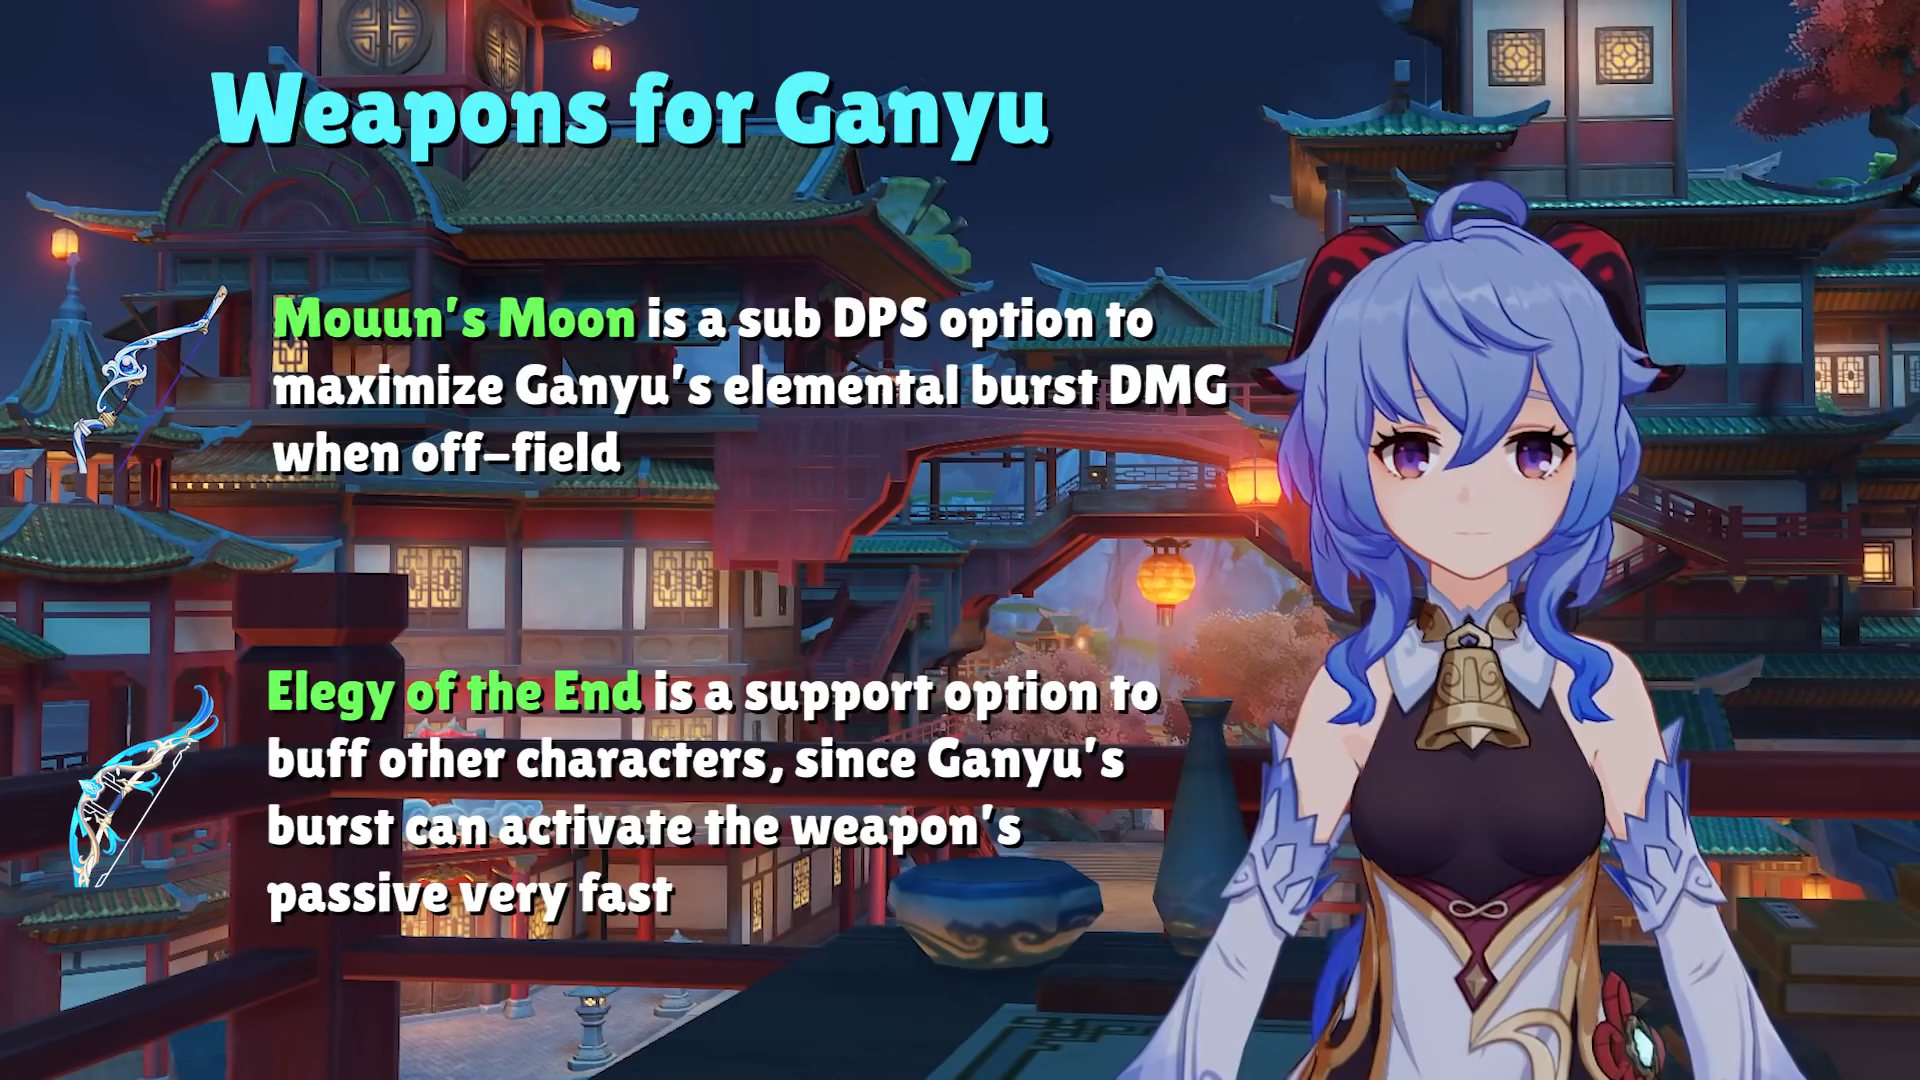 Weapons for Ganyu
Mouun's Moon is a sub DPS option to
maximize Ganyu's elemental burst DMG
when off-field
Elegy of the End is a support option to
buff other characters, since Ganyu's
burst can activate the weapon's
passive very fast